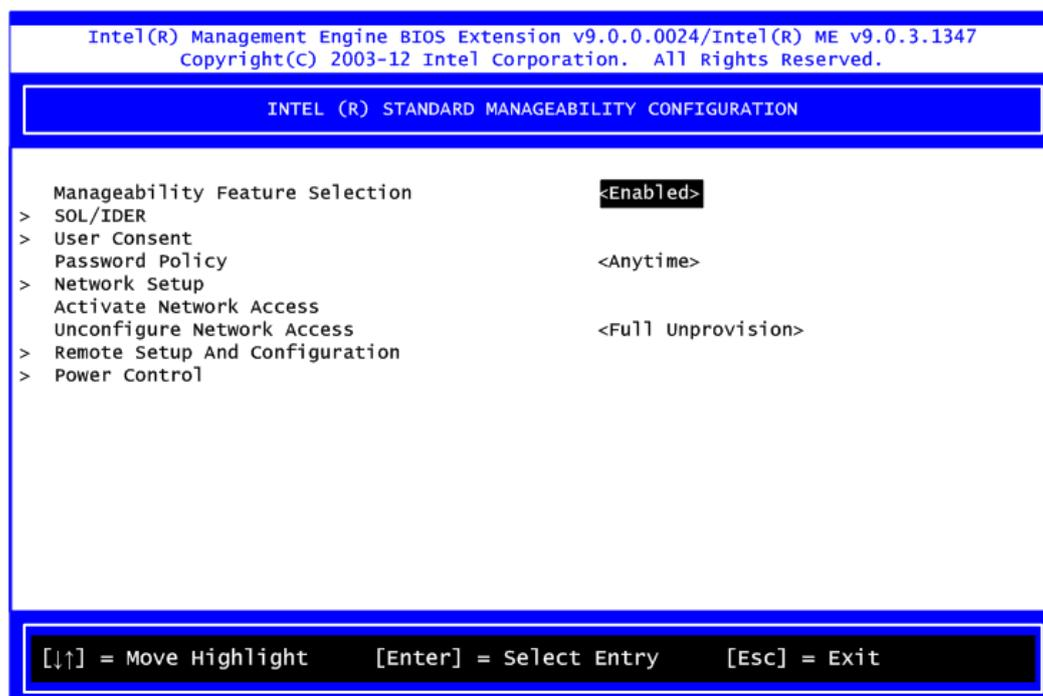 Intel(R) Management Engine BIOS Extension v9.0.0.0024/Intel(R) ME v9.0.3.1347
Copyright(C) 2003-12 Intel Corporation.  All Rights Reserved.
INTEL (R) STANDARD MANAGEABILITY CONFIGURATION
Manageability Feature Selection <Enabled>
> SOL/IDER
> User Consent
Password Policy <Anytime>
> Network Setup
Activate Network Access
Unconfigure Network Access <Full Unprovision>
> Remote Setup And Configuration
> Power Control
[↓↑] = Move Highlight [Enter] = Select Entry [Esc] = Exit